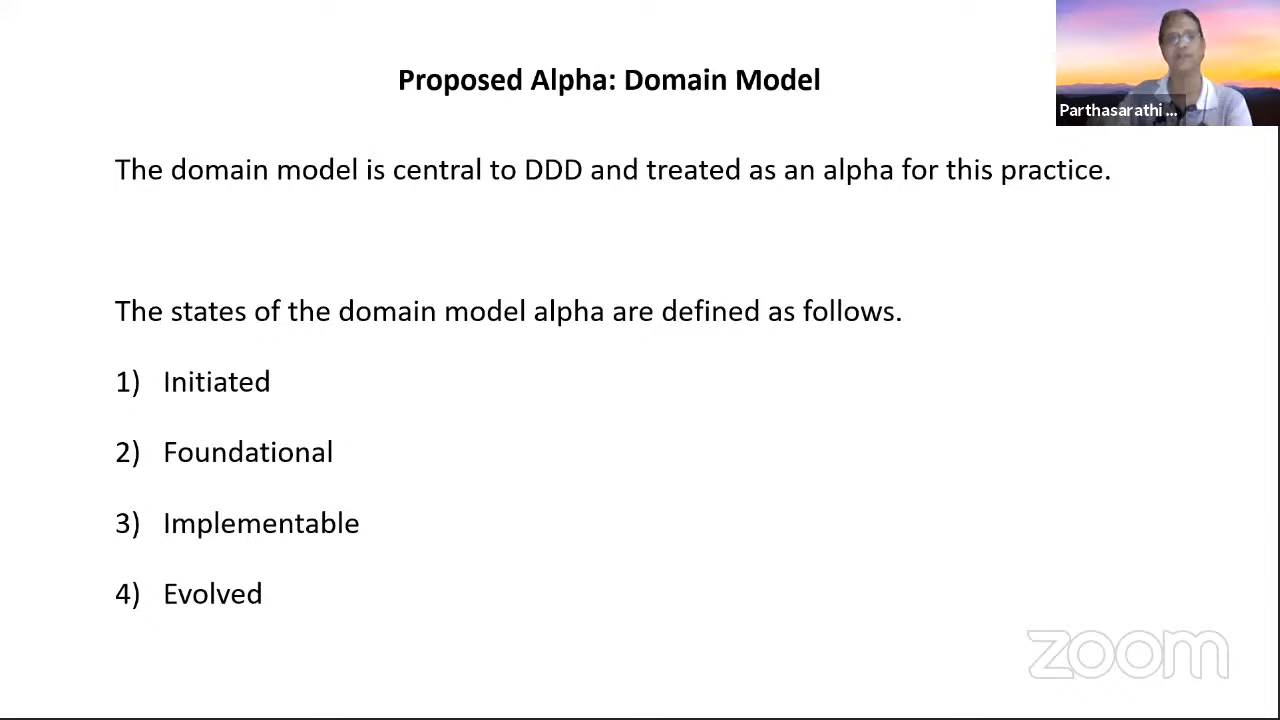 Proposed Alpha: Domain Model
Parthasarathi ...
The domain model is central to DDD and treated as an alpha for this practice.
The states of the domain model alpha are defined as follows.
1) Initiated
2) Foundational
3) Implementable
4) Evolved
zoom